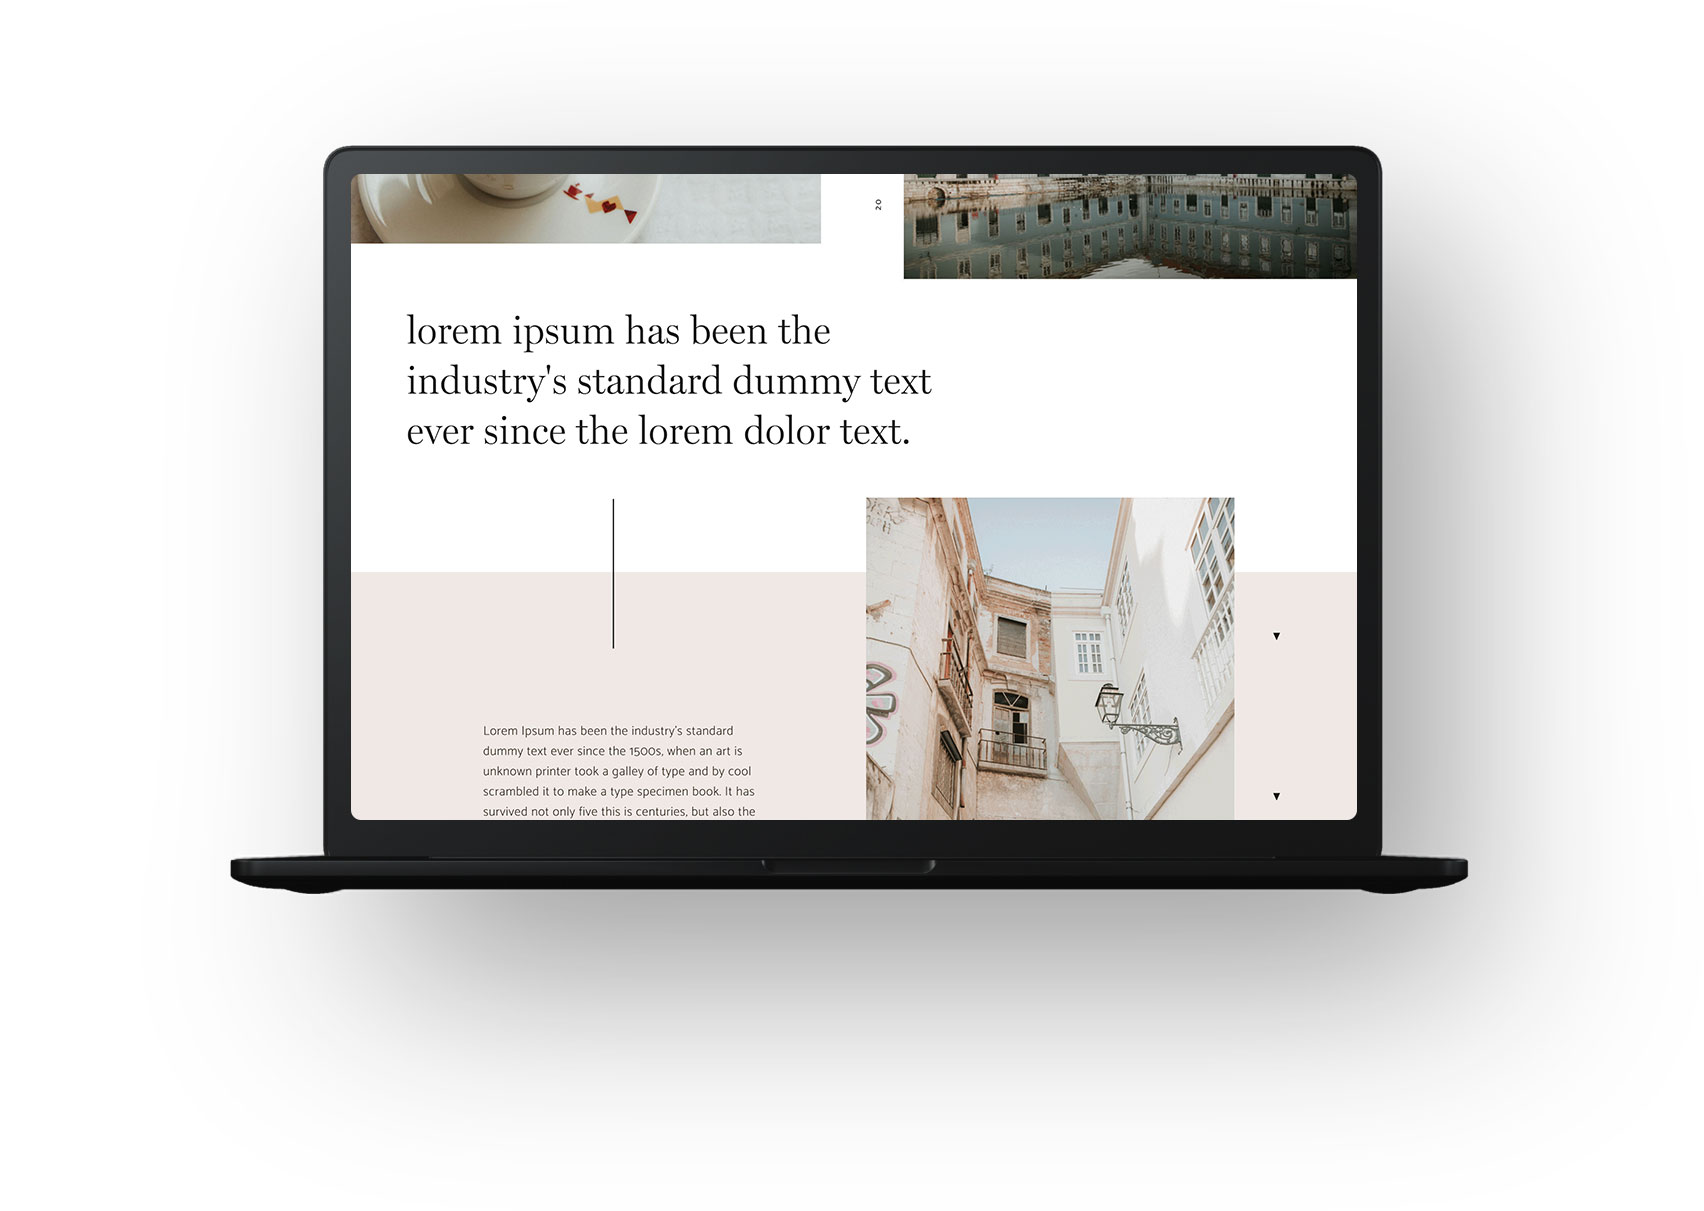 20
lorem ipsum has been the
industry's standard dummy text
ever since the lorem dolor text.
Lorem Ipsum has been the industry's standard
dummy text ever since the 1500s, when an art is
unknown printer took a galley of type and by cool
scrambled it to make a type specimen book. It has
survived not only five this is centuries, but also the